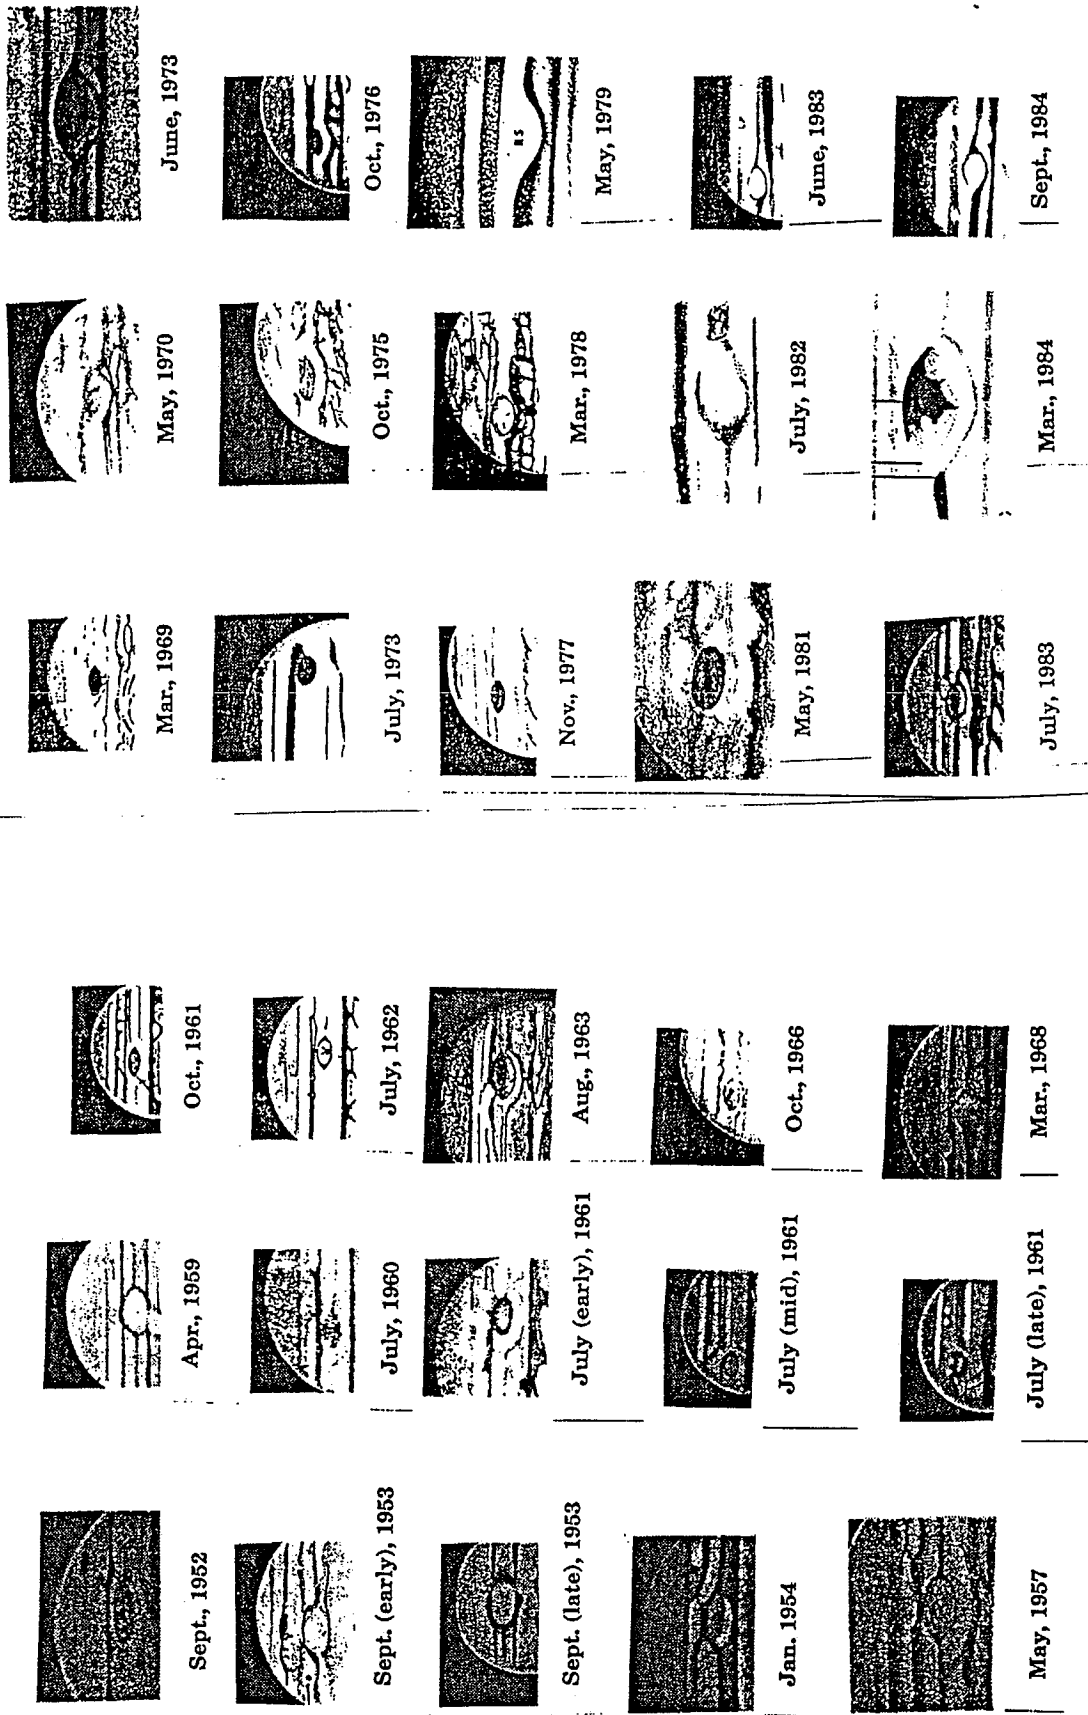 Sept., 1952
Sept. (early), 1953
Sept. (late), 1953
Jan. 1954
May, 1957
Apr., 1959
July, 1960
July (early), 1961
July (mid), 1961
July (late), 1961
Oct., 1961
July, 1962
Aug., 1963
Oct., 1966
Mar., 1968
Mar., 1969
May, 1970
June, 1973
July, 1973
Oct., 1975
Oct., 1976
Nov., 1977
Mar., 1978
RS
May, 1979
May, 1981
July, 1982
June, 1983
July, 1983
Mar., 1984
Sept., 1984